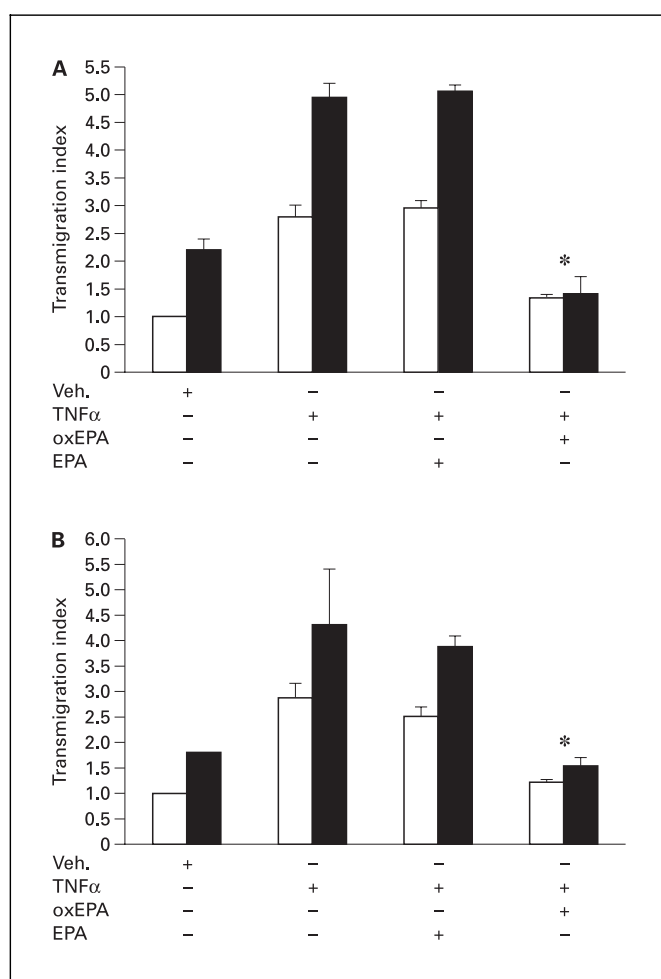 A
Transmigration index
5.5
5.0
4.5
4.0
3.5
3.0
2.5
2.0
1.5
1.0
0.5
0
*
Veh. + – – –
TNFα – + + +
oxEPA – – – +
EPA – – + –
B
Transmigration index
6.0
5.5
5.0
4.5
4.0
3.5
3.0
2.5
2.0
1.5
1.0
0.5
0
*
Veh. + – – –
TNFα – + + +
oxEPA – – – +
EPA – – + –